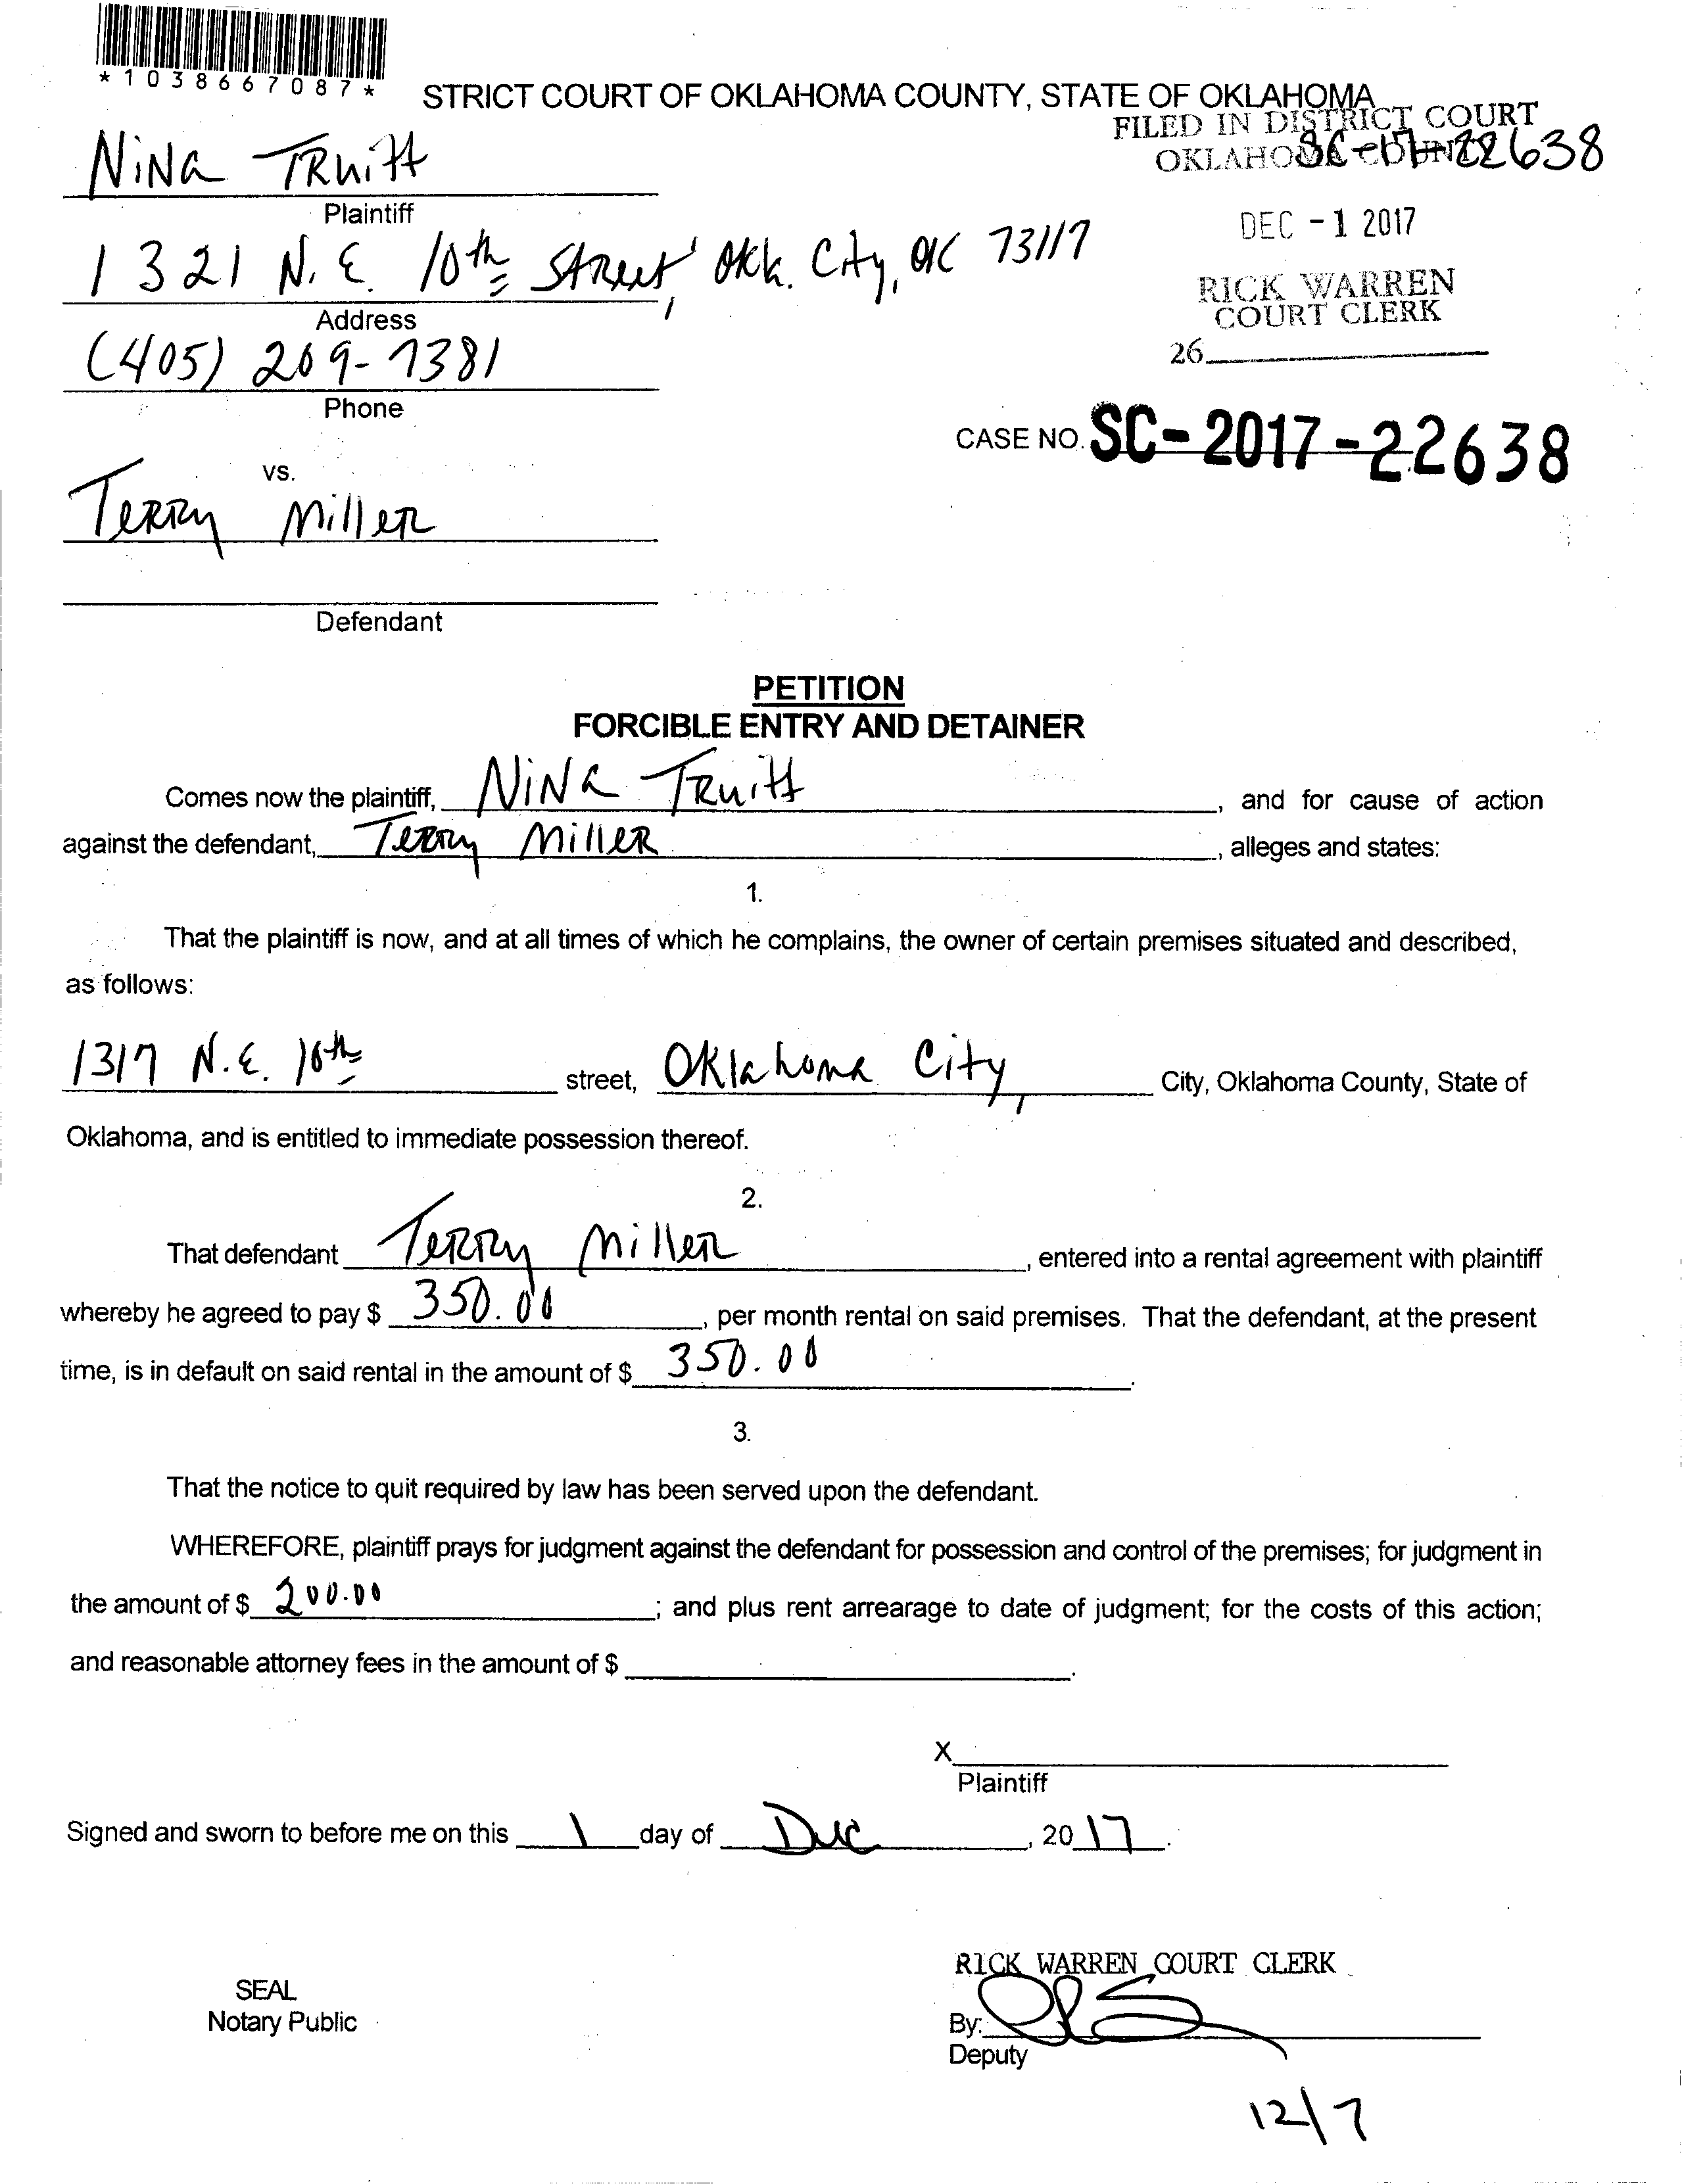 *1038667087*
STRICT COURT OF OKLAHOMA COUNTY, STATE OF OKLAHOMA
FILED IN DISTRICT COURT
OKLAHOMA COUNTY
SC-17-22638
NiNa TRuitt
Plaintiff
DEC -1 2017
1321 N.E. 10th Street, Okla. City, OK 73117
Address
RICK WARREN
COURT CLERK
(405) 209-7381
26
Phone
CASE NO. SC-2017-22638
vs.
Terry Miller
Defendant
PETITION
FORCIBLE ENTRY AND DETAINER
Comes now the plaintiff, NiNa TRuitt, and for cause of action
against the defendant, Terry Miller, alleges and states:
1.
That the plaintiff is now, and at all times of which he complains, the owner of certain premises situated and described,
as follows:
1317 N.E. 10th street, Oklahoma City, City, Oklahoma County, State of
Oklahoma, and is entitled to immediate possession thereof.
2.
That defendant Terry Miller, entered into a rental agreement with plaintiff
whereby he agreed to pay $ 350.00, per month rental on said premises. That the defendant, at the present
time, is in default on said rental in the amount of $ 350.00.
3.
That the notice to quit required by law has been served upon the defendant.
WHEREFORE, plaintiff prays for judgment against the defendant for possession and control of the premises; for judgment in
the amount of $ 200.00; and plus rent arrearage to date of judgment; for the costs of this action;
and reasonable attorney fees in the amount of $.
X
Plaintiff
Signed and sworn to before me on this 1 day of Dec, 2017.
RICK WARREN COURT CLERK
SEAL
Notary Public
By:
Deputy
12/7